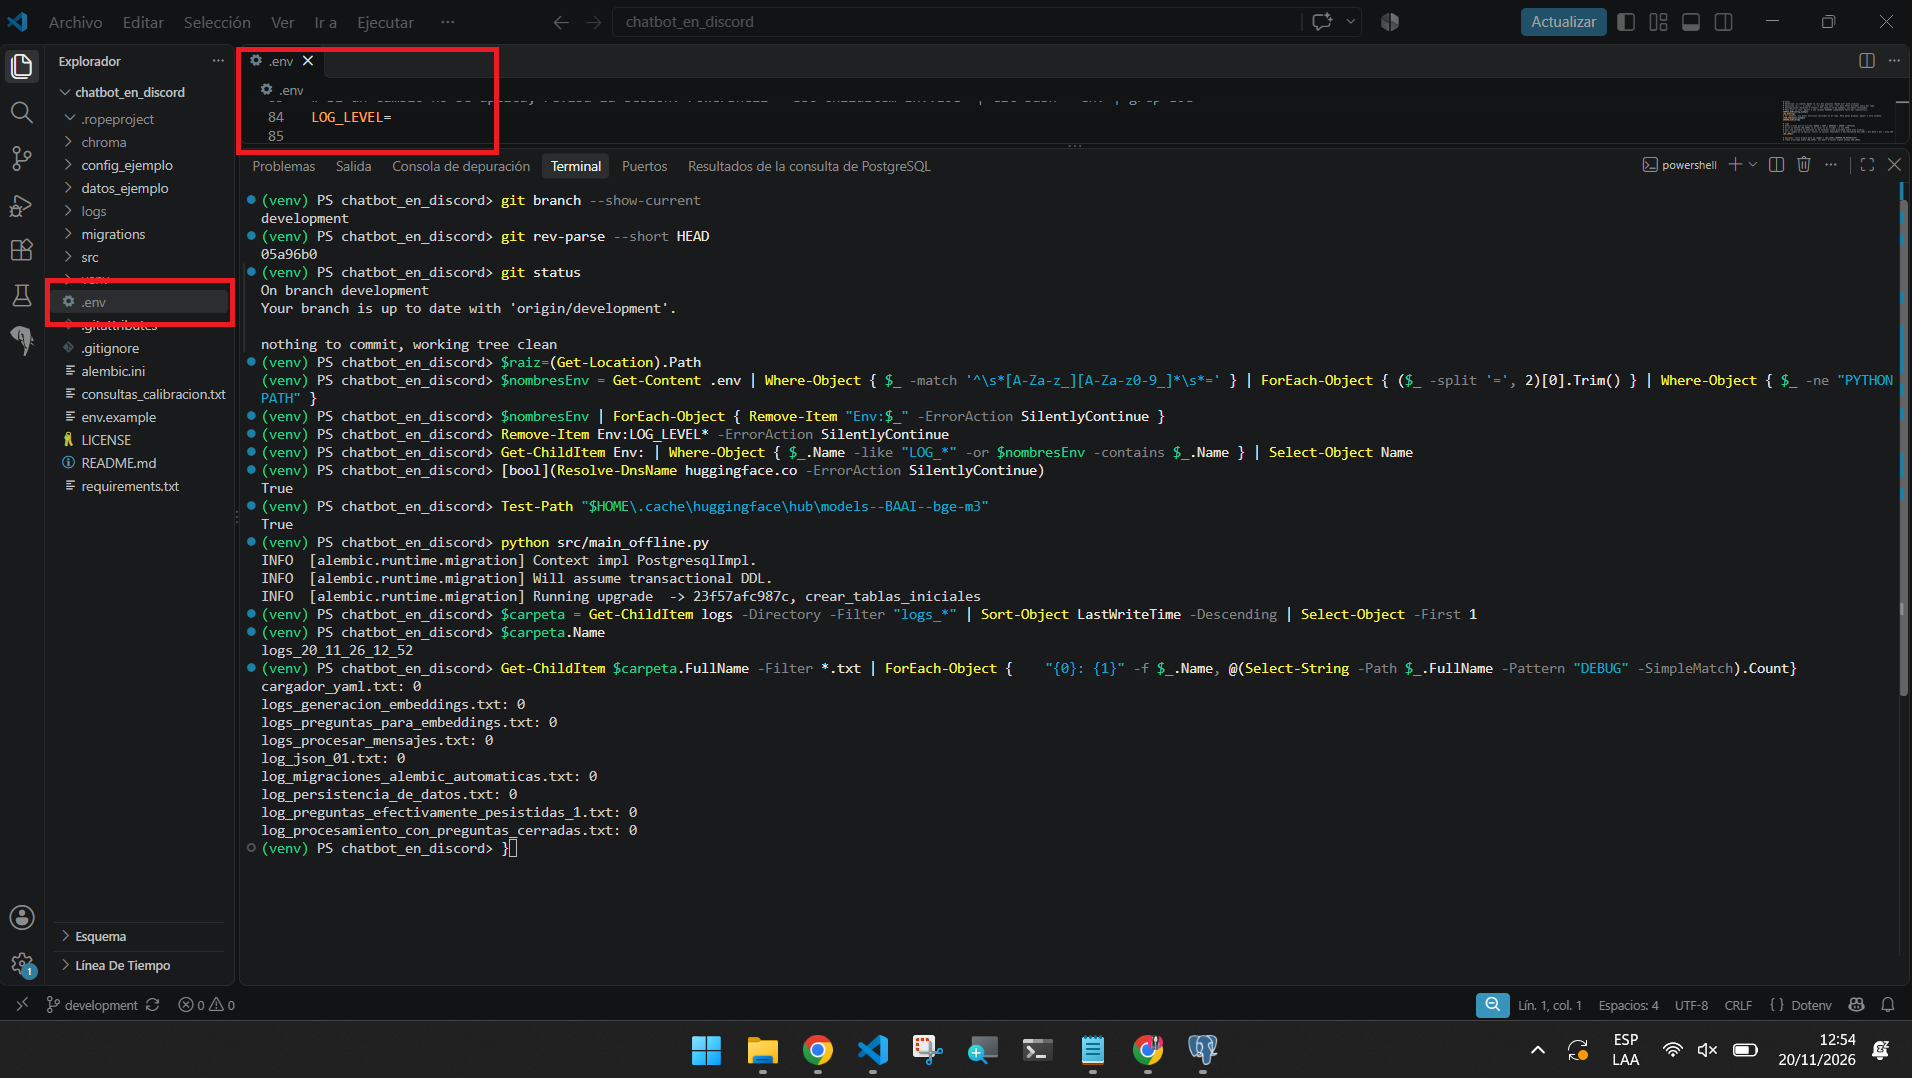 Archivo Editar Selección Ver Ir a Ejecutar ···
chatbot_en_discord
Actualizar
Explorador ···
chatbot_en_discord
.ropeproject
chroma
config_ejemplo
datos_ejemplo
logs
migrations
src
.env
.gitattributes
.gitignore
alembic.ini
consultas_calibracion.txt
env.example
LICENSE
README.md
requirements.txt
Esquema
Línea De Tiempo
.env
.env
84 LOG_LEVEL=
85
Problemas Salida Consola de depuración Terminal Puertos Resultados de la consulta de PostgreSQL
powershell
(venv) PS chatbot_en_discord> git branch --show-current
development
(venv) PS chatbot_en_discord> git rev-parse --short HEAD
05a96b0
(venv) PS chatbot_en_discord> git status
On branch development
Your branch is up to date with 'origin/development'.
nothing to commit, working tree clean
(venv) PS chatbot_en_discord> $raiz=(Get-Location).Path
(venv) PS chatbot_en_discord> $nombresEnv = Get-Content .env | Where-Object { $_ -match '^\s*[A-Za-z_][A-Za-z0-9_]*\s*=' } | ForEach-Object { ($_ -split '=', 2)[0].Trim() } | Where-Object { $_ -ne "PYTHON
PATH" }
(venv) PS chatbot_en_discord> $nombresEnv | ForEach-Object { Remove-Item "Env:$_" -ErrorAction SilentlyContinue }
(venv) PS chatbot_en_discord> Remove-Item Env:LOG_LEVEL* -ErrorAction SilentlyContinue
(venv) PS chatbot_en_discord> Get-ChildItem Env: | Where-Object { $_.Name -like "LOG_*" -or $nombresEnv -contains $_.Name } | Select-Object Name
(venv) PS chatbot_en_discord> [bool](Resolve-DnsName huggingface.co -ErrorAction SilentlyContinue)
True
(venv) PS chatbot_en_discord> Test-Path "$HOME\.cache\huggingface\hub\models--BAAI--bge-m3"
True
(venv) PS chatbot_en_discord> python src/main_offline.py
INFO  [alembic.runtime.migration] Context impl PostgresqlImpl.
INFO  [alembic.runtime.migration] Will assume transactional DDL.
INFO  [alembic.runtime.migration] Running upgrade  -> 23f57afc987c, crear_tablas_iniciales
(venv) PS chatbot_en_discord> $carpeta = Get-ChildItem logs -Directory -Filter "logs_*" | Sort-Object LastWriteTime -Descending | Select-Object -First 1
(venv) PS chatbot_en_discord> $carpeta.Name
logs_20_11_26_12_52
(venv) PS chatbot_en_discord> Get-ChildItem $carpeta.FullName -Filter *.txt | ForEach-Object {    "{0}: {1}" -f $_.Name, @(Select-String -Path $_.FullName -Pattern "DEBUG" -SimpleMatch).Count}
cargador_yaml.txt: 0
logs_generacion_embeddings.txt: 0
logs_preguntas_para_embeddings.txt: 0
logs_procesar_mensajes.txt: 0
log_json_01.txt: 0
log_migraciones_alembic_automaticas.txt: 0
log_persistencia_de_datos.txt: 0
log_preguntas_efectivamente_pesistidas_1.txt: 0
log_procesamiento_con_preguntas_cerradas.txt: 0
(venv) PS chatbot_en_discord> }
1
development 0 0
Lín. 1, col. 1 Espacios: 4 UTF-8 CRLF { } Dotenv
ESP
LAA
12:54
20/11/2026